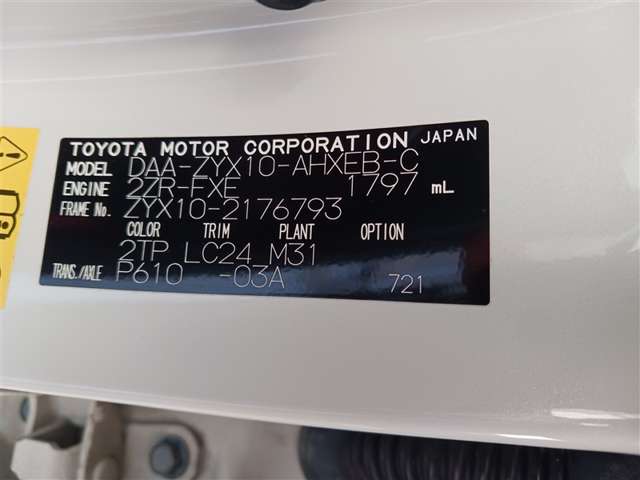 TOYOTA MOTOR CORPORATION JAPAN
MODEL DAA-ZYX10-AHXEB-C
ENGINE 2ZR-FXE 1797 mL
FRAME No. ZYX10-2176793
COLOR TRIM PLANT OPTION
2TP LC24 M31
TRANS./AXLE P610 -03A 721